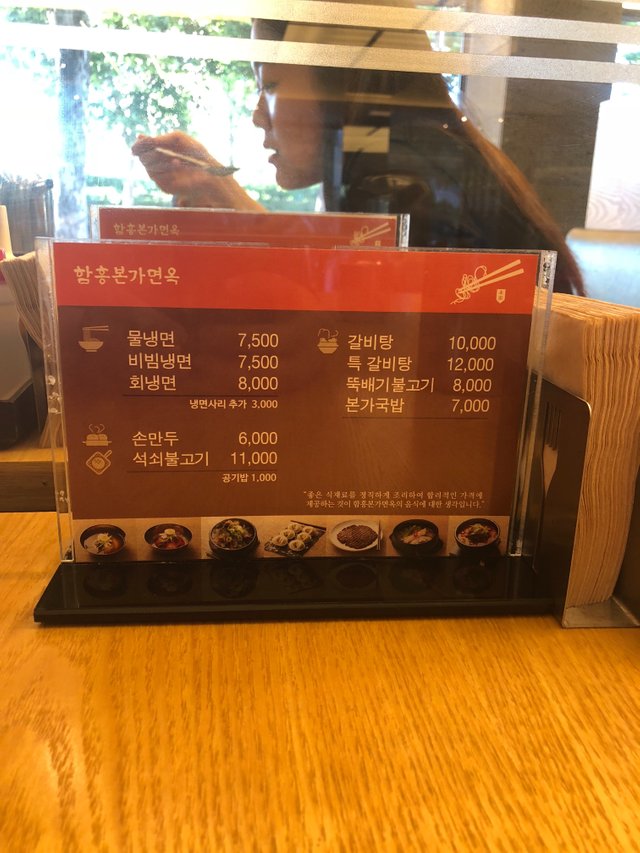 함흥본가면옥
함흥본가면옥
물냉면 7,500
비빔냉면 7,500
회냉면 8,000
냉면사리 추가 3,000
손만두 6,000
석쇠불고기 11,000
공기밥 1,000
갈비탕 10,000
특 갈비탕 12,000
뚝배기불고기 8,000
본가국밥 7,000
"좋은 식재료를 정직하게 조리하여 합리적인 가격에
제공하는 것이 함흥본가면옥의 음식에 대한 생각입니다."